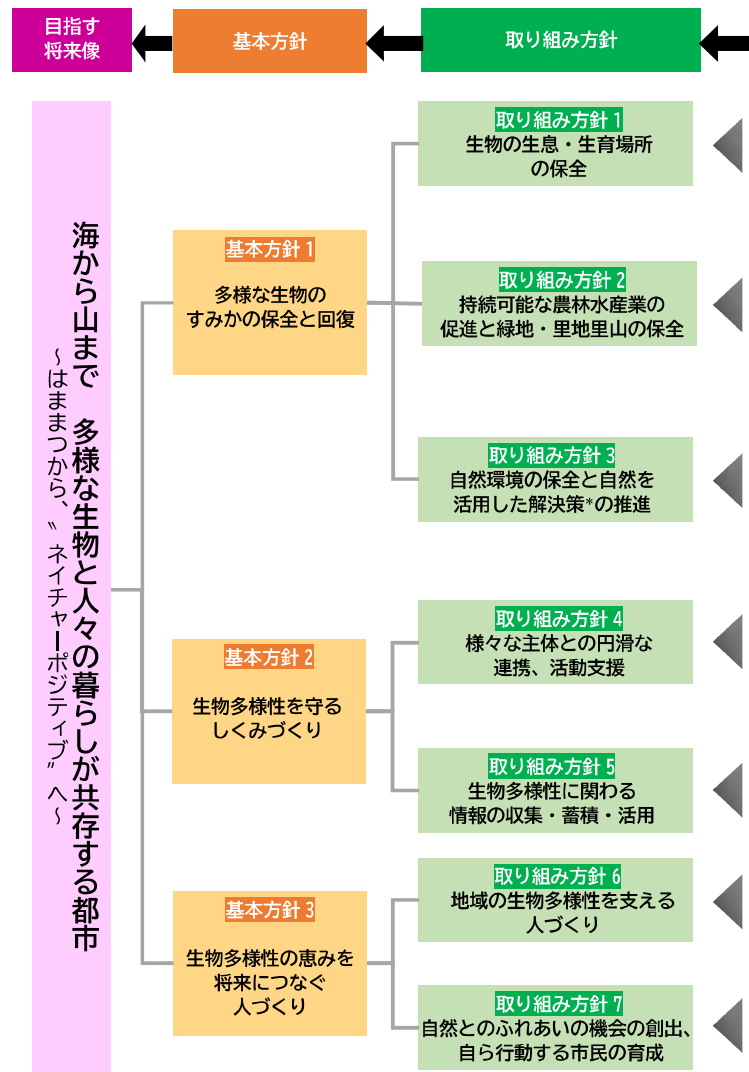 目指す
将来像
基本方針
取り組み方針
海から山まで　多様な生物と人々の暮らしが共存する都市
～はままつから、〝ネイチャーポジティブ〟へ～
基本方針 1
多様な生物の
すみかの保全と回復
取り組み方針 1
生物の生息・生育場所
の保全
取り組み方針 2
持続可能な農林水産業の
促進と緑地・里地里山の保全
取り組み方針 3
自然環境の保全と自然を
活用した解決策*の推進
基本方針 2
生物多様性を守る
しくみづくり
取り組み方針 4
様々な主体との円滑な
連携、活動支援
取り組み方針 5
生物多様性に関わる
情報の収集・蓄積・活用
基本方針 3
生物多様性の恵みを
将来につなぐ
人づくり
取り組み方針 6
地域の生物多様性を支える
人づくり
取り組み方針 7
自然とのふれあいの機会の創出、
自ら行動する市民の育成